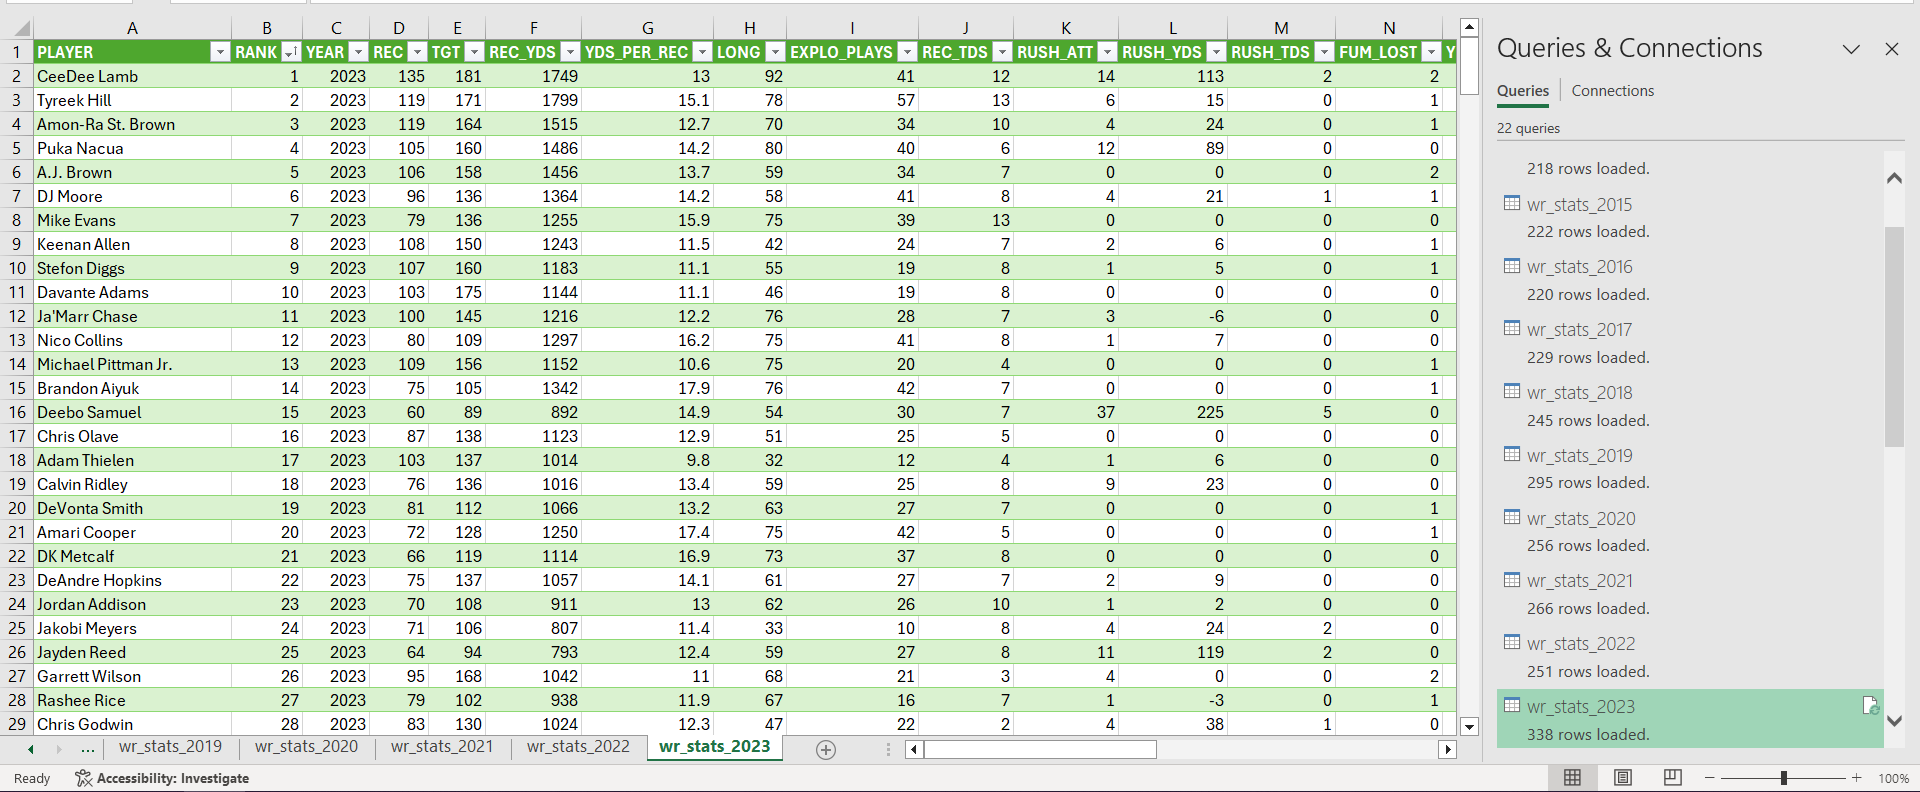 A B C D E F G H I J K L M N
1 PLAYER RANK YEAR REC TGT REC_YDS YDS_PER_REC LONG EXPLO_PLAYS REC_TDS RUSH_ATT RUSH_YDS RUSH_TDS FUM_LOST Y
2 CeeDee Lamb 1 2023 135 181 1749 13 92 41 12 14 113 2 2
3 Tyreek Hill 2 2023 119 171 1799 15.1 78 57 13 6 15 0 1
4 Amon-Ra St. Brown 3 2023 119 164 1515 12.7 70 34 10 4 24 0 1
5 Puka Nacua 4 2023 105 160 1486 14.2 80 40 6 12 89 0 0
6 A.J. Brown 5 2023 106 158 1456 13.7 59 34 7 0 0 0 2
7 DJ Moore 6 2023 96 136 1364 14.2 58 41 8 4 21 1 1
8 Mike Evans 7 2023 79 136 1255 15.9 75 39 13 0 0 0 0
9 Keenan Allen 8 2023 108 150 1243 11.5 42 24 7 2 6 0 1
10 Stefon Diggs 9 2023 107 160 1183 11.1 55 19 8 1 5 0 1
11 Davante Adams 10 2023 103 175 1144 11.1 46 19 8 0 0 0 0
12 Ja'Marr Chase 11 2023 100 145 1216 12.2 76 28 7 3 -6 0 0
13 Nico Collins 12 2023 80 109 1297 16.2 75 41 8 1 7 0 0
14 Michael Pittman Jr. 13 2023 109 156 1152 10.6 75 20 4 0 0 0 1
15 Brandon Aiyuk 14 2023 75 105 1342 17.9 76 42 7 0 0 0 1
16 Deebo Samuel 15 2023 60 89 892 14.9 54 30 7 37 225 5 0
17 Chris Olave 16 2023 87 138 1123 12.9 51 25 5 0 0 0 0
18 Adam Thielen 17 2023 103 137 1014 9.8 32 12 4 1 6 0 0
19 Calvin Ridley 18 2023 76 136 1016 13.4 59 25 8 9 23 0 0
20 DeVonta Smith 19 2023 81 112 1066 13.2 63 27 7 0 0 0 1
21 Amari Cooper 20 2023 72 128 1250 17.4 75 42 5 0 0 0 1
22 DK Metcalf 21 2023 66 119 1114 16.9 73 37 8 0 0 0 0
23 DeAndre Hopkins 22 2023 75 137 1057 14.1 61 27 7 2 9 0 0
24 Jordan Addison 23 2023 70 108 911 13 62 26 10 1 2 0 0
25 Jakobi Meyers 24 2023 71 106 807 11.4 33 10 8 4 24 2 0
26 Jayden Reed 25 2023 64 94 793 12.4 59 27 8 11 119 2 0
27 Garrett Wilson 26 2023 95 168 1042 11 68 21 3 4 0 0 2
28 Rashee Rice 27 2023 79 102 938 11.9 67 16 7 1 -3 0 1
29 Chris Godwin 28 2023 83 130 1024 12.3 47 22 2 4 38 1 0
... wr_stats_2019 wr_stats_2020 wr_stats_2021 wr_stats_2022 wr_stats_2023
Ready Accessibility: Investigate 100%
Queries & Connections
Queries Connections
22 queries
218 rows loaded.
wr_stats_2015
222 rows loaded.
wr_stats_2016
220 rows loaded.
wr_stats_2017
229 rows loaded.
wr_stats_2018
245 rows loaded.
wr_stats_2019
295 rows loaded.
wr_stats_2020
256 rows loaded.
wr_stats_2021
266 rows loaded.
wr_stats_2022
251 rows loaded.
wr_stats_2023
338 rows loaded.